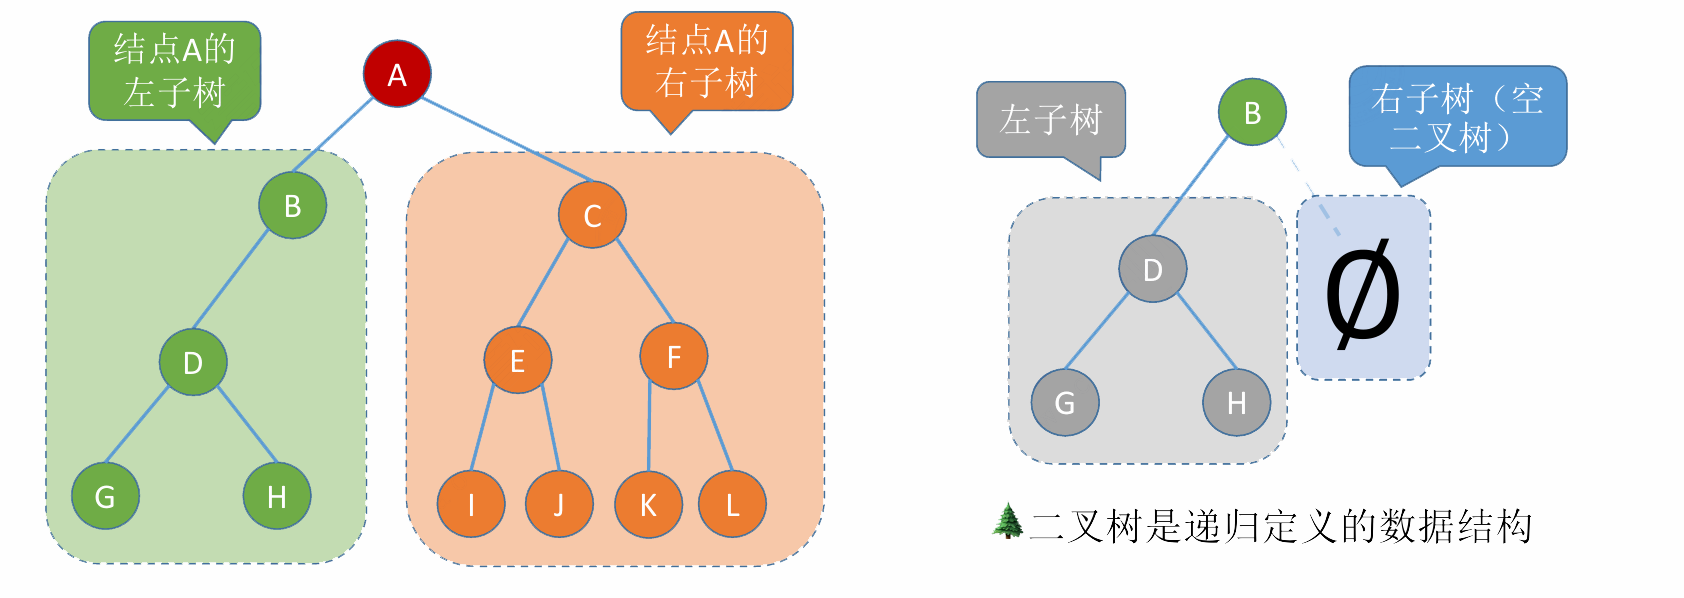 结点A的
左子树
A
结点A的
右子树
B
C
D
E
F
G
H
I
J
K
L
左子树
B
右子树（空
二叉树）
D
Ø
G
H
二叉树是递归定义的数据结构